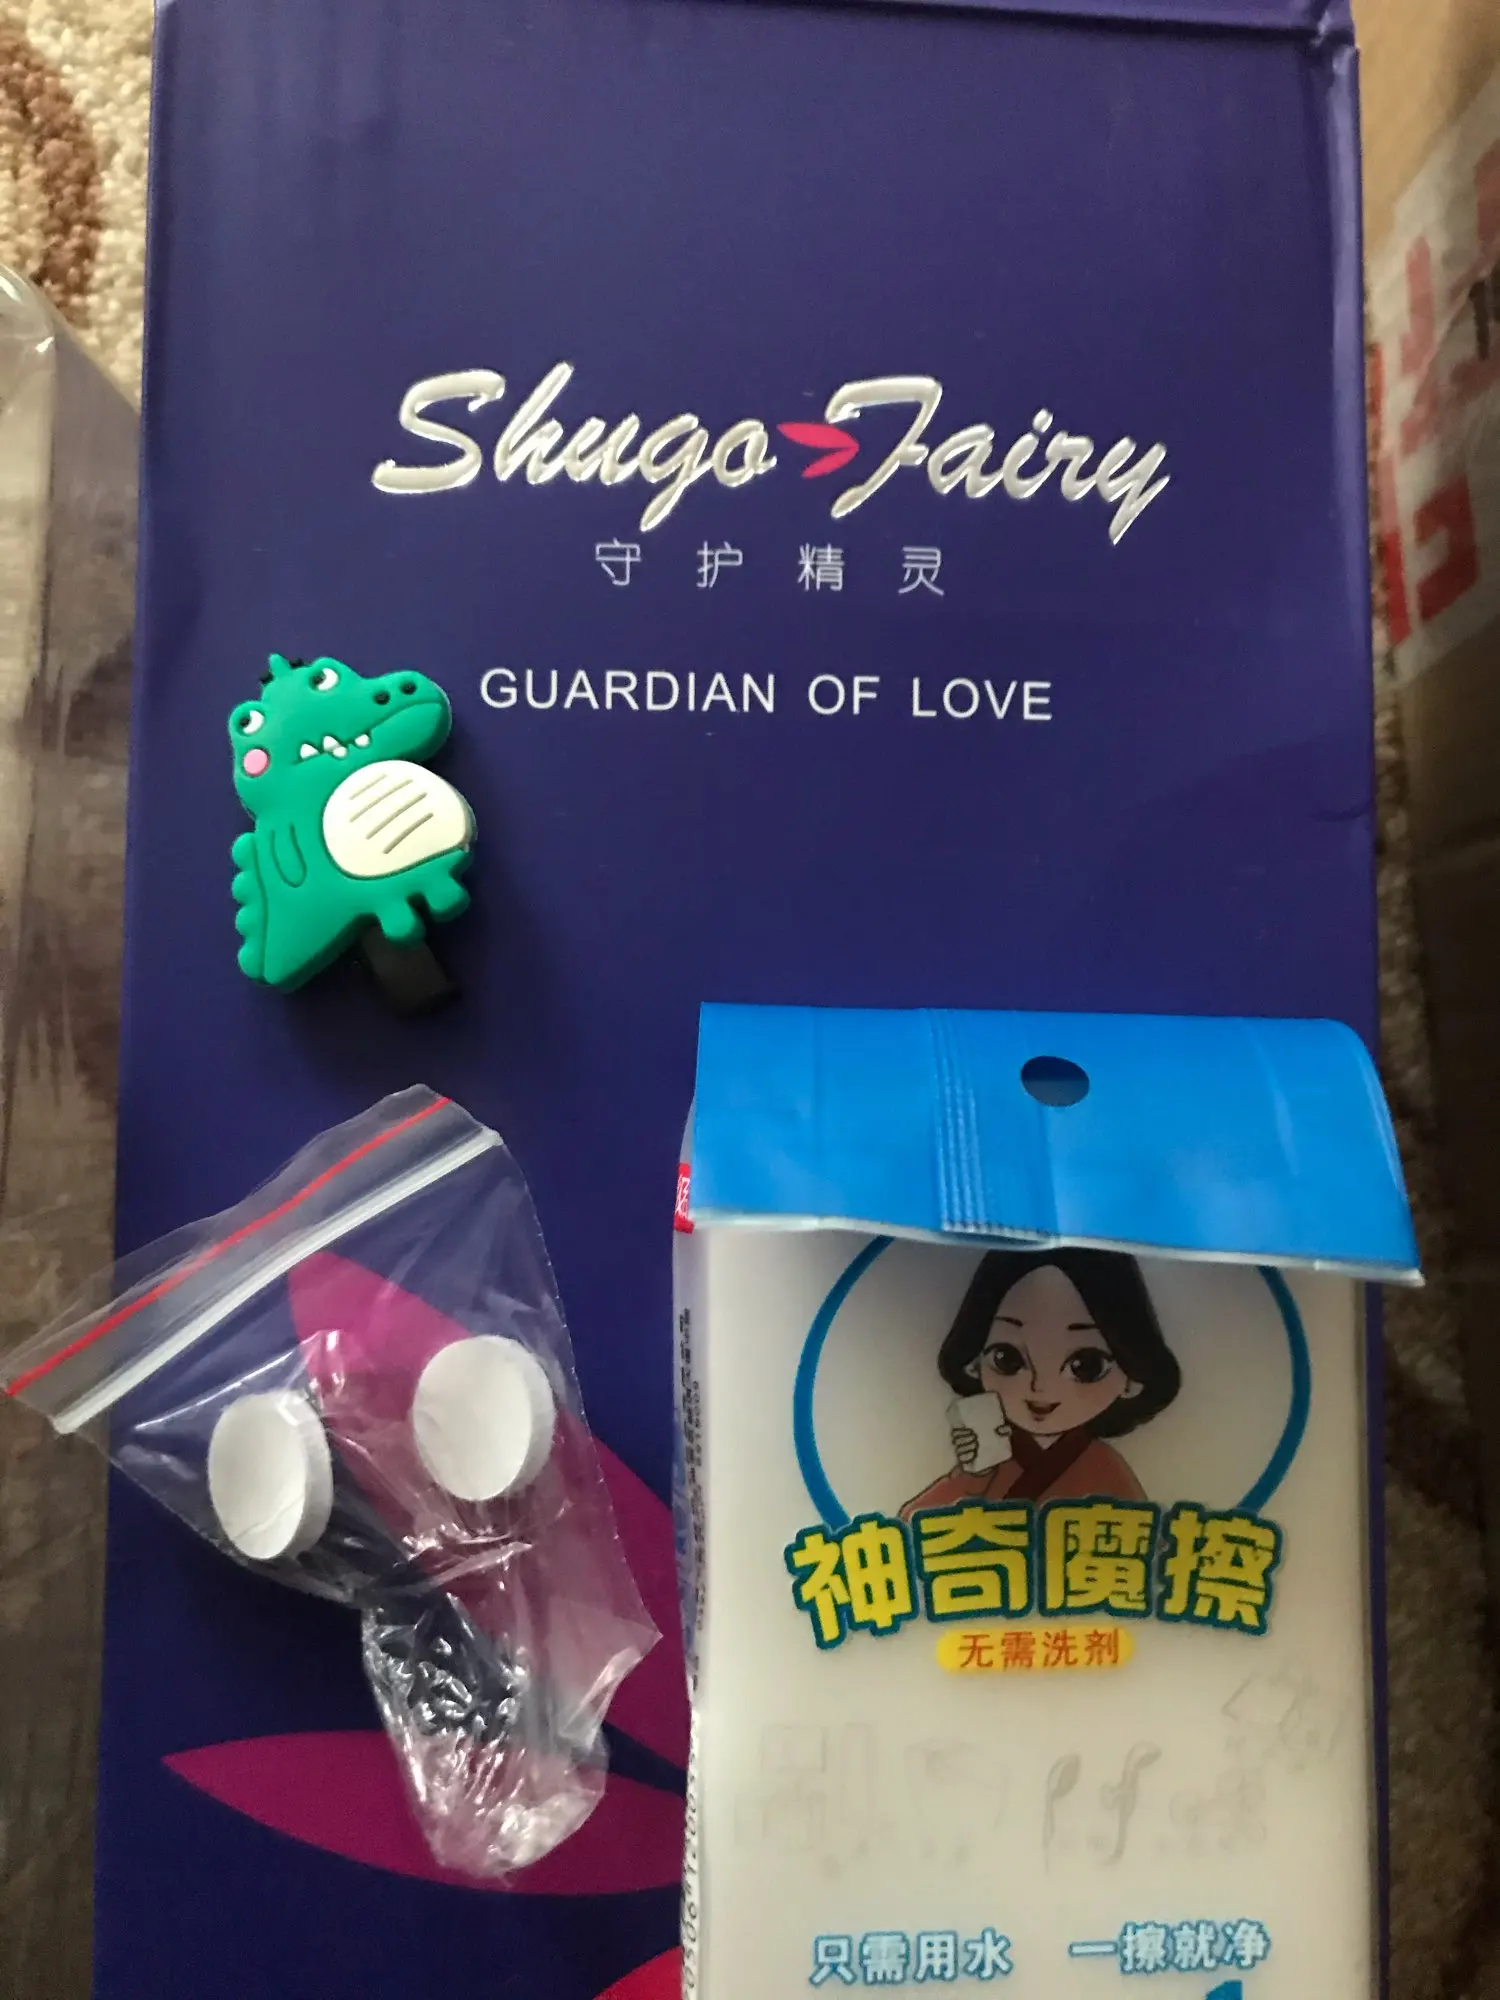 Shugo Fairy
守护精灵
GUARDIAN OF LOVE
神奇魔擦
无需洗剂
只需用水 一擦就净